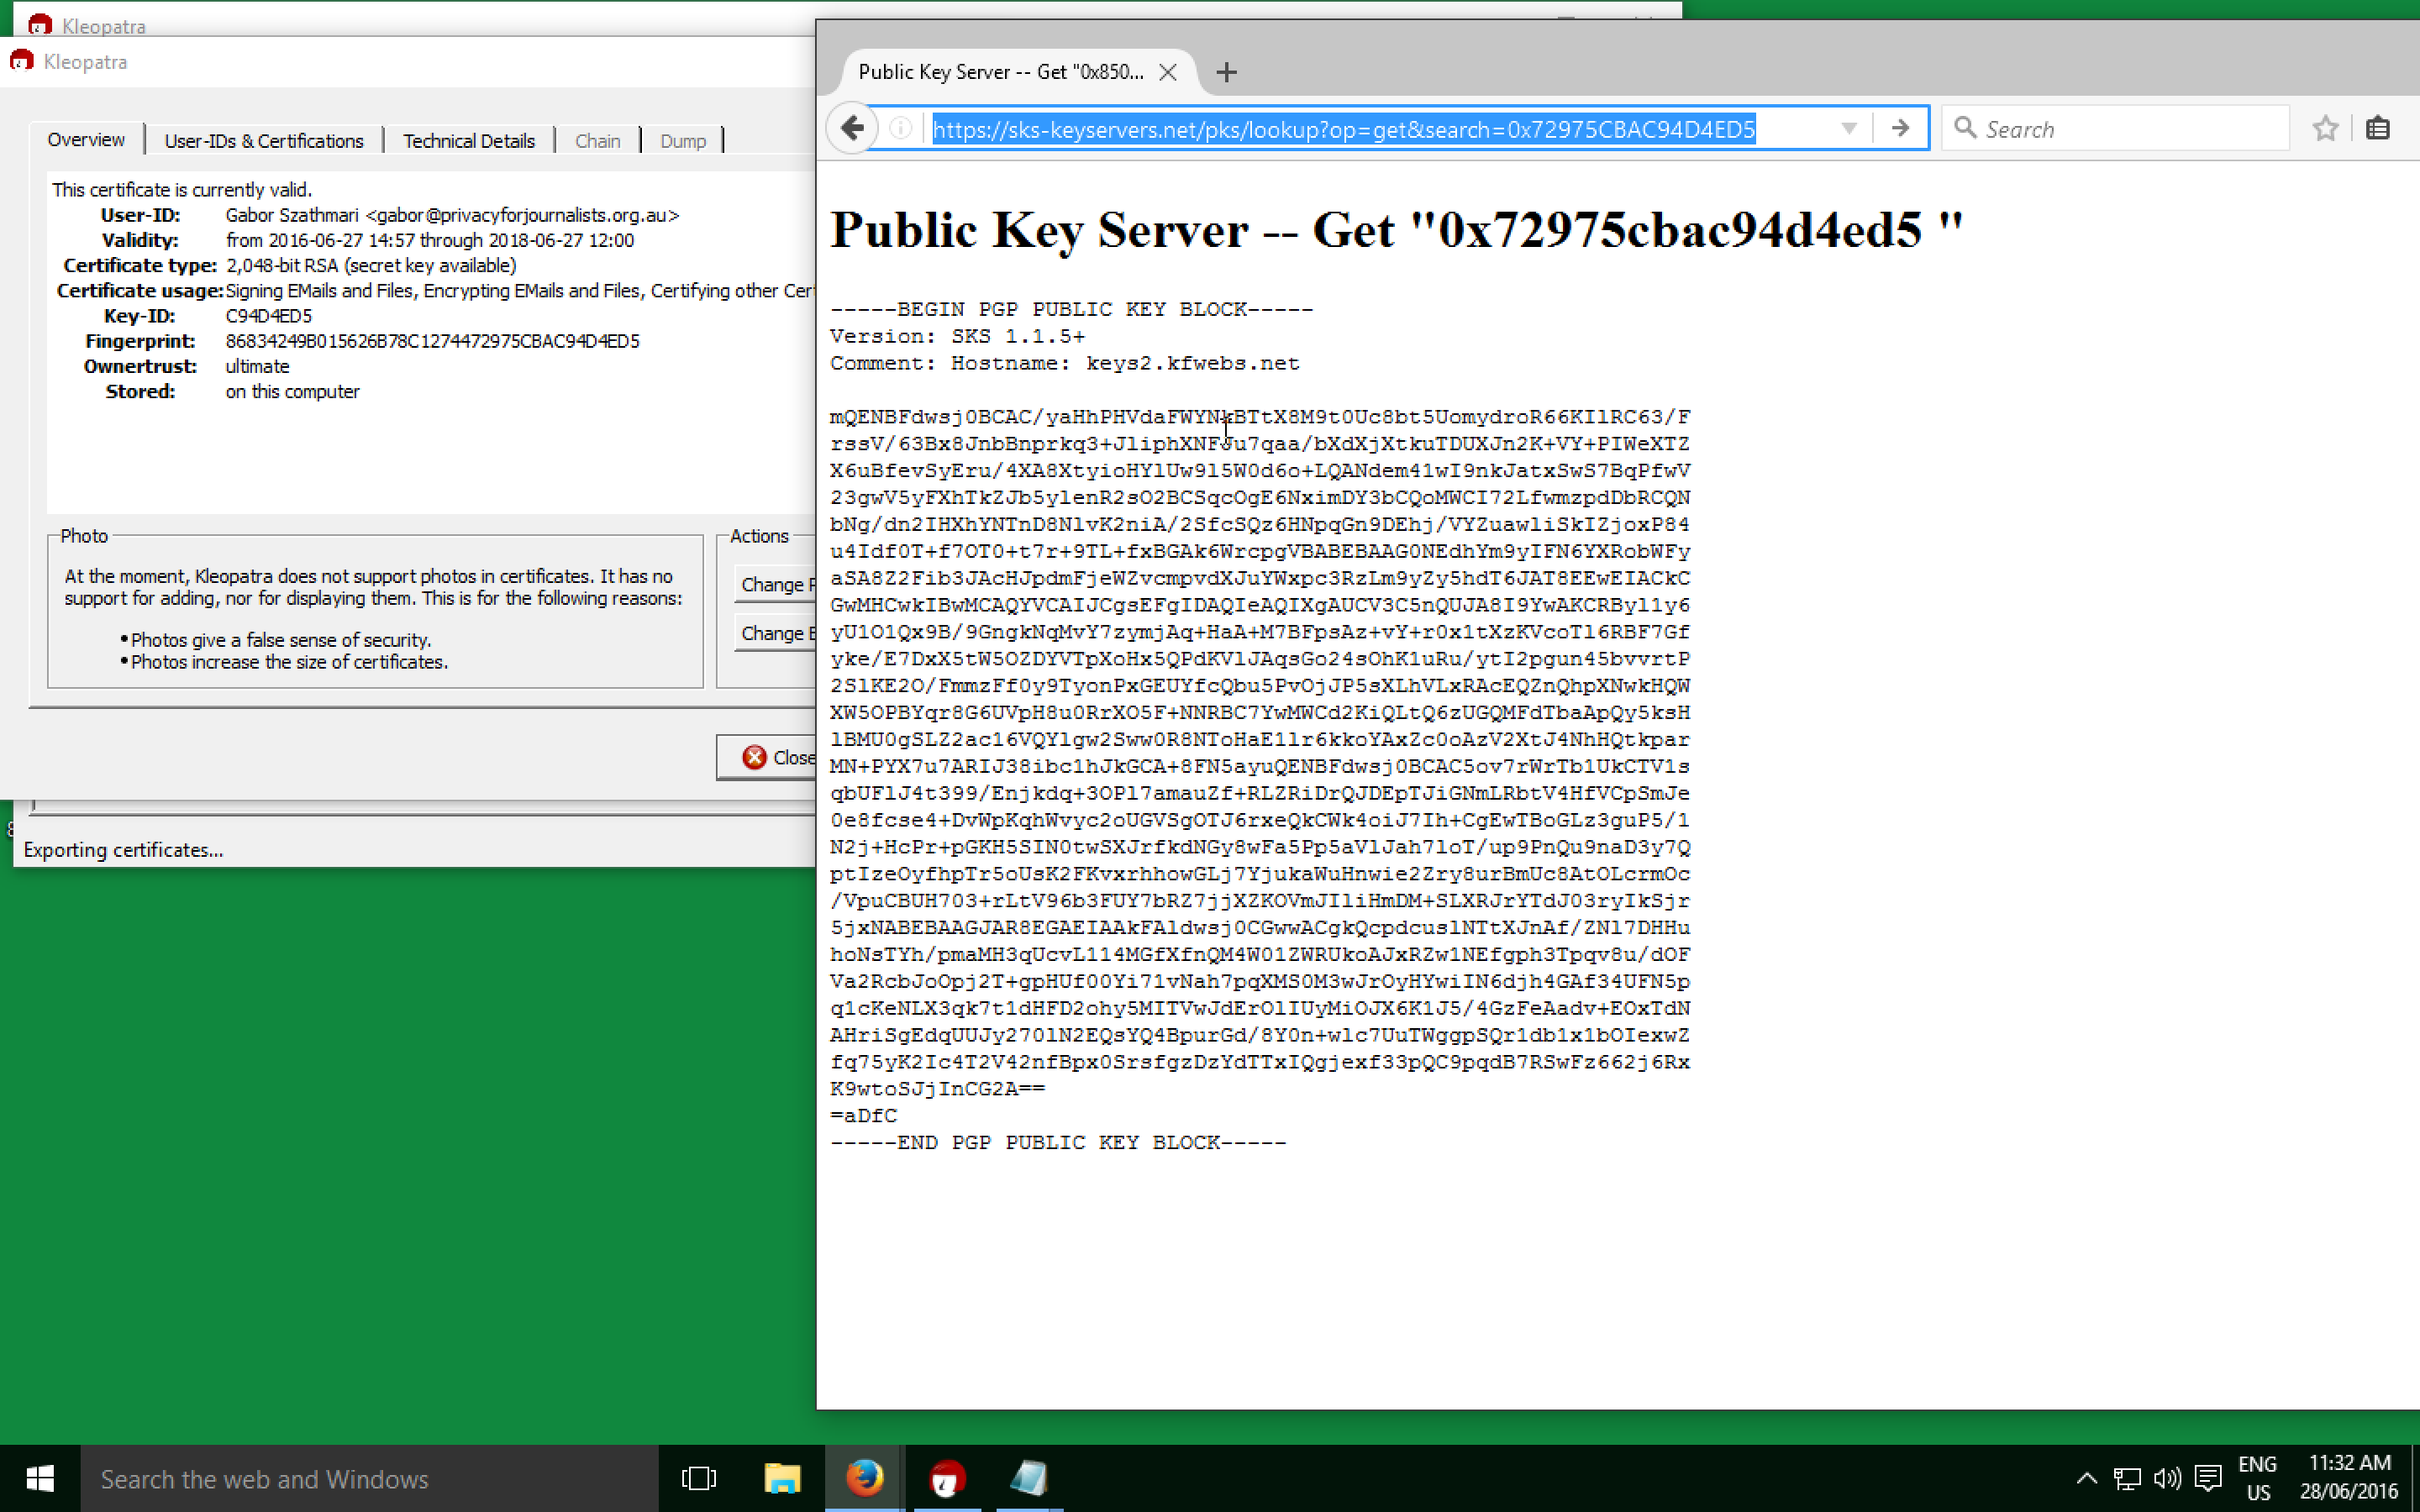 Kleopatra
Kleopatra
Overview
User-IDs & Certifications
Technical Details
Chain
Dump
This certificate is currently valid.
User-ID: Gabor Szathmari <gabor@privacyforjournalists.org.au>
Validity: from 2016-06-27 14:57 through 2018-06-27 12:00
Certificate type: 2,048-bit RSA (secret key available)
Certificate usage: Signing EMails and Files, Encrypting EMails and Files, Certifying other Cer
Key-ID: C94D4ED5
Fingerprint: 86834249B015626B78C1274472975CBAC94D4ED5
Ownertrust: ultimate
Stored: on this computer
Photo
At the moment, Kleopatra does not support photos in certificates. It has no
support for adding, nor for displaying them. This is for the following reasons:
•Photos give a false sense of security.
•Photos increase the size of certificates.
Actions
Change
Change
Close
Exporting certificates...
Public Key Server -- Get "0x850...
https://sks-keyservers.net/pks/lookup?op=get&search=0x72975CBAC94D4ED5
Search
Public Key Server -- Get "0x72975cbac94d4ed5 "
-----BEGIN PGP PUBLIC KEY BLOCK-----
Version: SKS 1.1.5+
Comment: Hostname: keys2.kfwebs.net
mQENBFdwsj0BCAC/yaHhPHVdaFWYNkBTtX8M9t0Uc8bt5UomydroR66KIlRC63/F
rssV/63Bx8JnbBnprkq3+JliphXNFJu7qaa/bXdXjXtkuTDUXJn2K+VY+PIWeXTZ
X6uBfevSyEru/4XA8XtyioHYlUw9l5W0d6o+LQANdem41wI9nkJatxSwS7BqPfwV
23gwV5yFXhTkZJb5ylenR2sO2BCSqcOgE6NximDY3bCQoMWCI72LfwmzpdDbRCQN
bNg/dn2IHXhYNTnD8NlvK2niA/2SfcSQz6HNpqGn9DEhj/VYZuawliSkIZjoxP84
u4Idf0T+f7OT0+t7r+9TL+fxBGAk6WrcpgVBABEBAAG0NEdhYm9yIFN6YXRobWFy
aSA8Z2Fib3JAcHJpdmFjeWZvcmpvdXJuYWxpc3RzLm9yZy5hdT6JAT8EEwEIACkC
GwMHCwkIBwMCAQYVCAIJCgsEFgIDAQIeAQIXgAUCV3C5nQUJA8I9YwAKCRByl1y6
yU1O1Qx9B/9GngkNqMvY7zymjAq+HaA+M7BFpsAz+vY+r0x1tXzKVcoTl6RBF7Gf
yke/E7DxX5tW5OZDYVTpXoHx5QPdKVlJAqsGo24sOhK1uRu/ytI2pgun45bvvrtP
2SlKE2O/FmmzFf0y9TyonPxGEUYfcQbu5PvOjJP5sXLhVLxRAcEQZnQhpXNwkHQW
XW5OPBYqr8G6UVpH8u0RrXO5F+NNRBC7YwMWCd2KiQLtQ6zUGQMFdTbaApQy5ksH
lBMU0gSLZ2ac16VQYlgw2Sww0R8NToHaE1lr6kkoYAxZc0oAzV2XtJ4NhHQtkpar
MN+PYX7u7ARIJ38ibc1hJkGCA+8FN5ayuQENBFdwsj0BCAC5ov7rWrTb1UkCTV1s
qbUFlJ4t399/Enjkdq+3OPl7amauZf+RLZRiDrQJDEpTJiGNmLRbtV4HfVCpSmJe
0e8fcse4+DvWpKqhWvyc2oUGVSgOTJ6rxeQkCWk4oiJ7Ih+CgEwTBoGLz3guP5/1
N2j+HcPr+pGKH5SIN0twSXJrfkdNGy8wFa5Pp5aVlJah7loT/up9PnQu9naD3y7Q
ptIzeOyfhpTr5oUsK2FKvxrhhowGLj7YjukaWuHnwie2Zry8urBmUc8AtOLcrmOc
/VpuCBUH703+rLtV96b3FUY7bRZ7jjXZKOVmJIliHmDM+SLXRJrYTdJ03ryIkSjr
5jxNABEBAAGJAR8EGAEIAAkFAldwsj0CGwwACgkQcpdcuslNTtXJnAf/ZNl7DHHu
hoNsTYh/pmaMH3qUcvL114MGfXfnQM4W01ZWRUkoAJxRZw1NEfgph3Tpqv8u/dOF
Va2RcbJoOpj2T+gpHUf00Yi71vNah7pqXMS0M3wJrOyHYwiIN6djh4GAf34UFN5p
q1cKeNLX3qk7t1dHFD2ohy5MITVwJdErOlIUyMiOJX6K1J5/4GzFeAadv+EOxTdN
AHriSgEdqUUJy270lN2EQsYQ4BpurGd/8Y0n+wlc7UuTWggpSQr1db1x1bOIexwZ
fq75yK2Ic4T2V42nfBpx0SrsfgzDzYdTTxIQgjexf33pQC9pqdB7RSwFz662j6Rx
K9wtoSJjInCG2A==
=aDfC
-----END PGP PUBLIC KEY BLOCK-----
Search the web and Windows
ENG
US
11:32 AM
28/06/2016